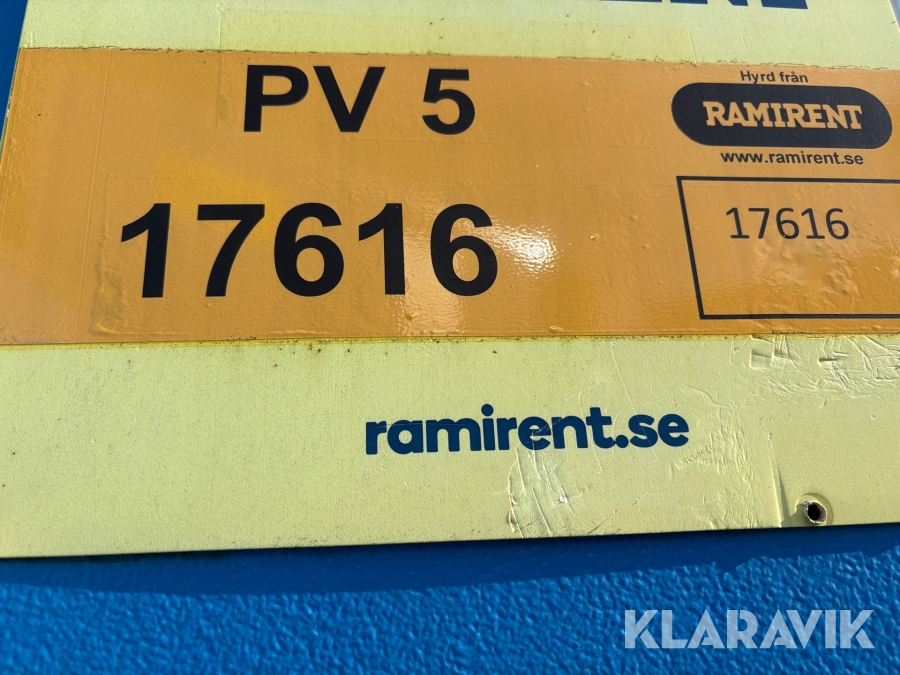 PV 5
Hyrd från
RAMIRENT
www.ramirent.se
17616
17616
ramirent.se
KLARAVIK